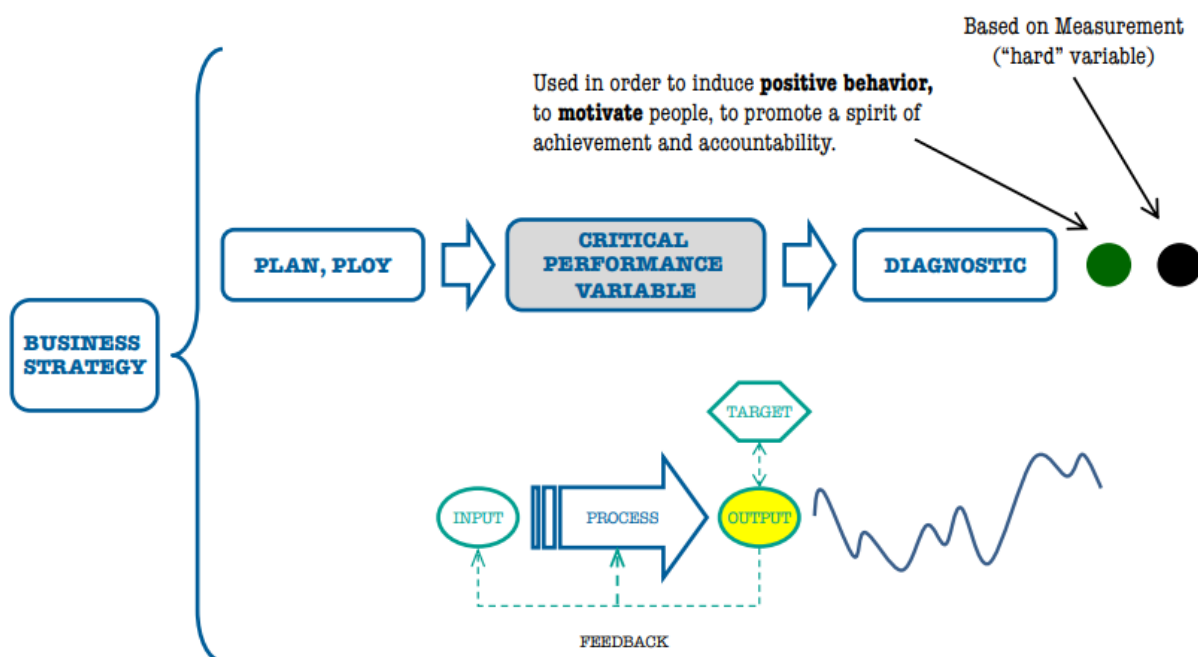 Based on Measurement
(“hard” variable)
Used in order to induce positive behavior,
to motivate people, to promote a spirit of
achievement and accountability.
PLAN, PLOY
CRITICAL
PERFORMANCE
VARIABLE
DIAGNOSTIC
BUSINESS
STRATEGY
TARGET
INPUT
PROCESS
OUTPUT
FEEDBACK